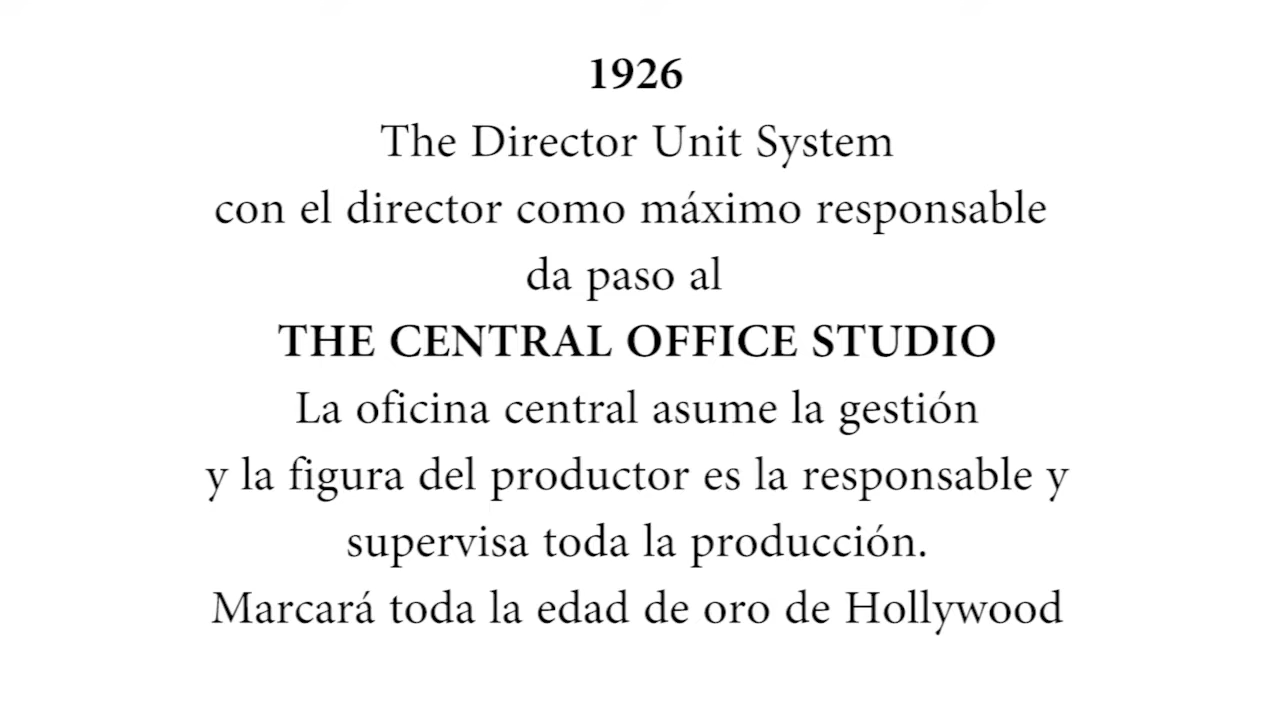 1926
The Director Unit System
con el director como máximo responsable
da paso al
THE CENTRAL OFFICE STUDIO
La oficina central asume la gestión
y la figura del productor es la responsable y
supervisa toda la producción.
Marcará toda la edad de oro de Hollywood